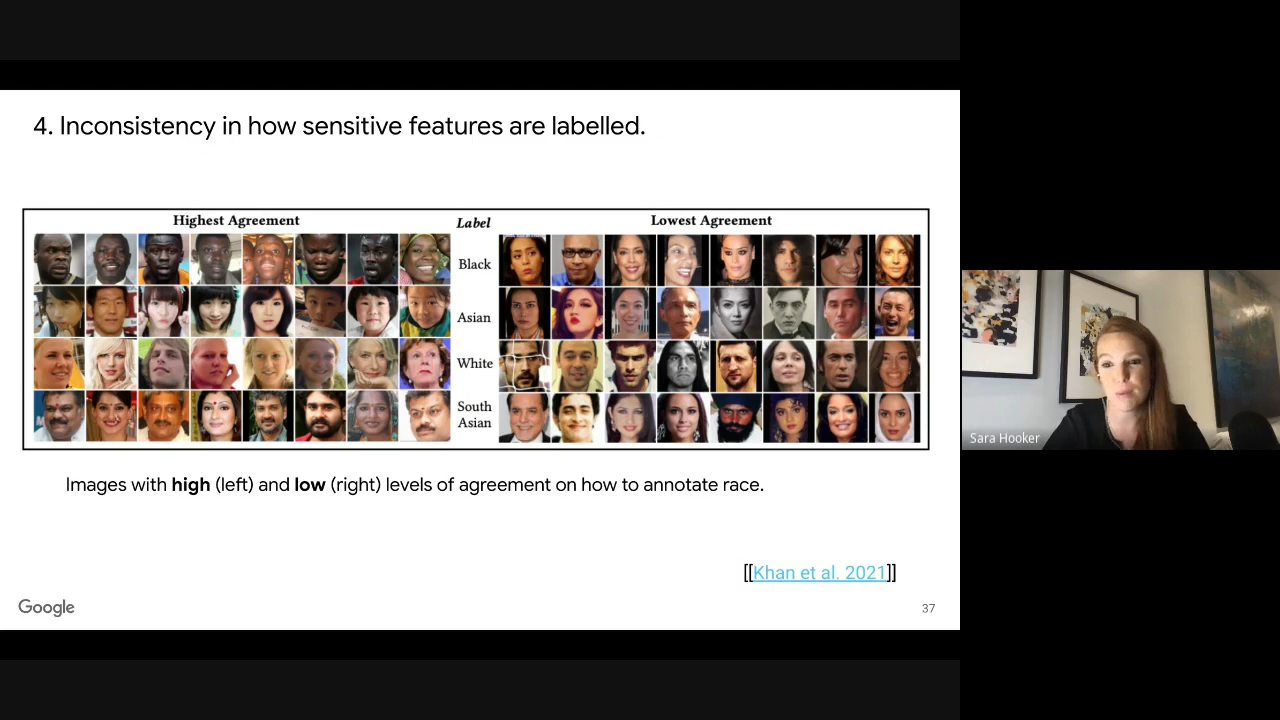 4. Inconsistency in how sensitive features are labelled.
Highest Agreement
Label
Lowest Agreement
Black
Asian
White
South
Asian
Images with high (left) and low (right) levels of agreement on how to annotate race.
[[Khan et al. 2021]]
Google
37
Sara Hooker